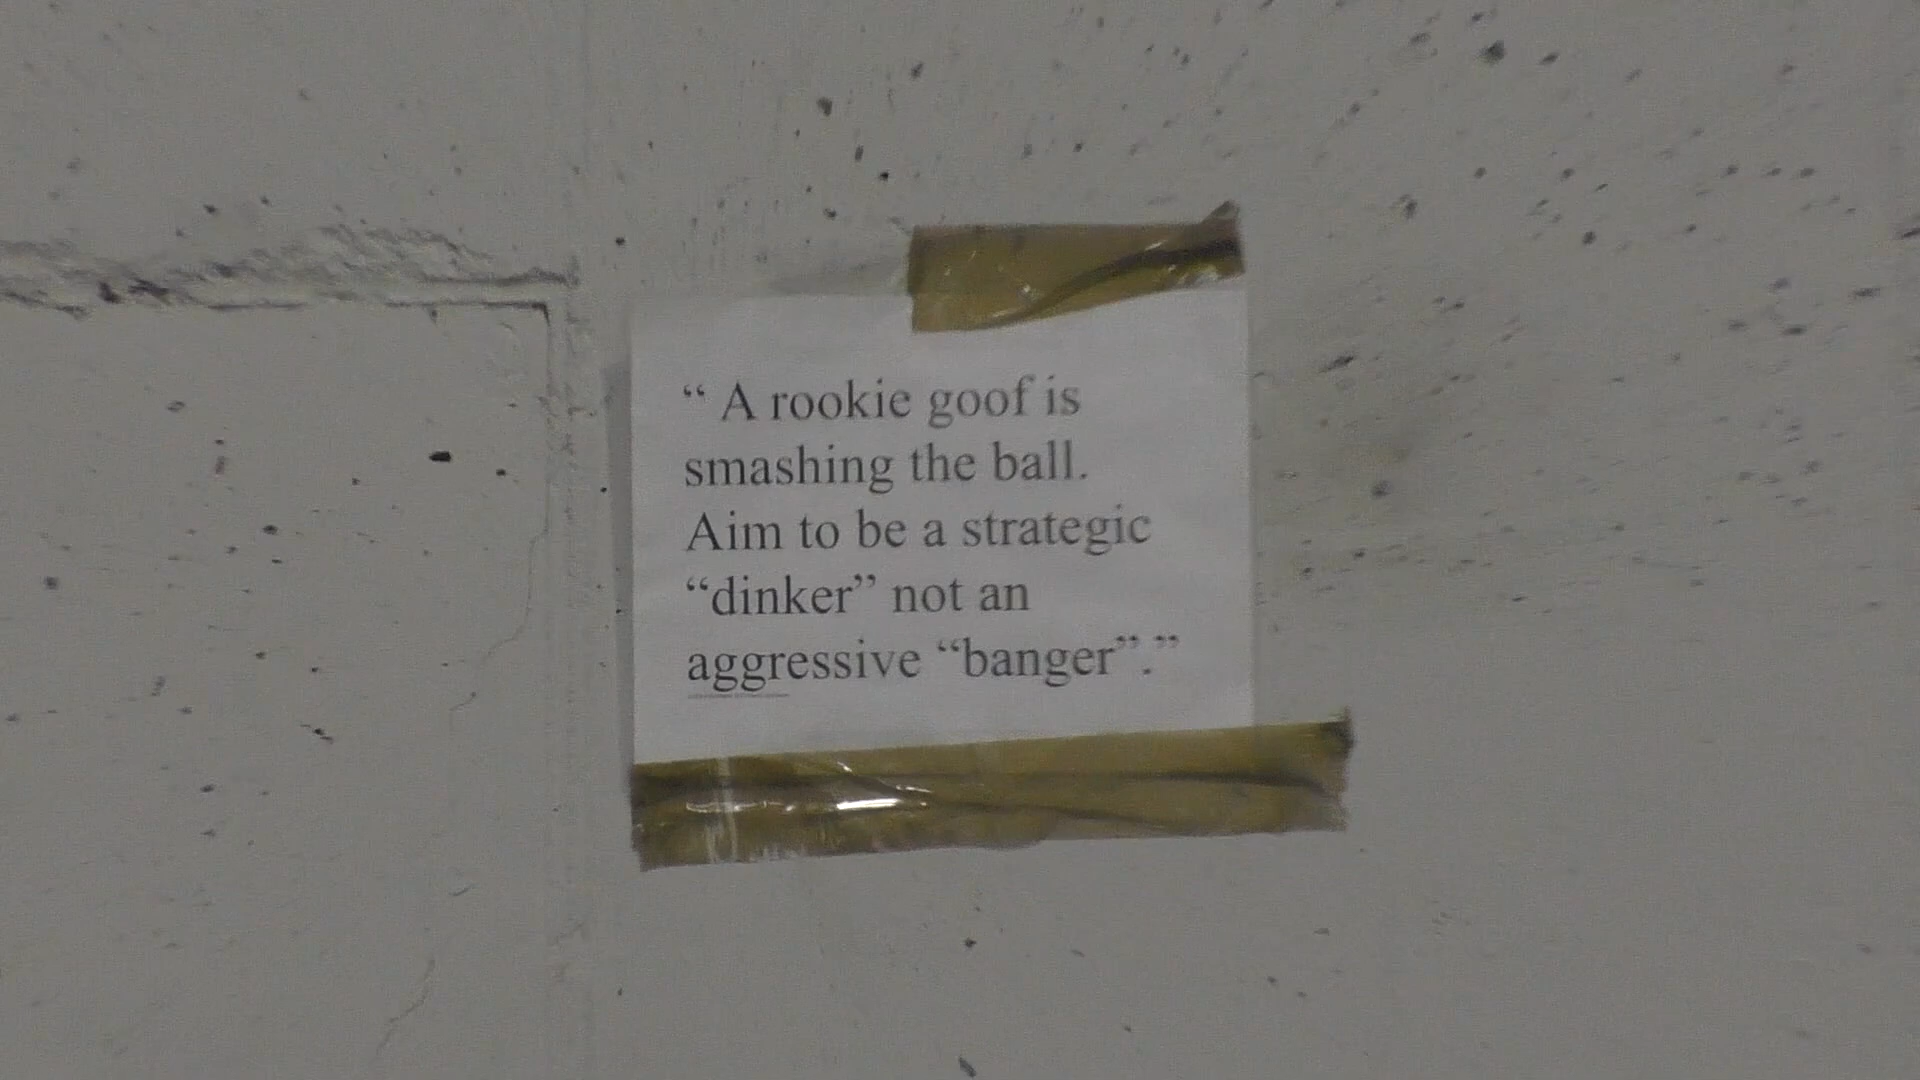 “ A rookie goof is
smashing the ball.
Aim to be a strategic
“dinker” not an
aggressive “banger”.”